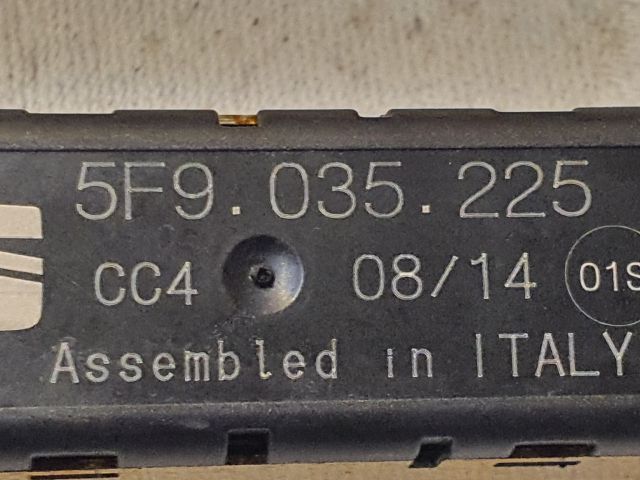 5F9.035.225
CC4 08/14 01S
Assembled in ITALY